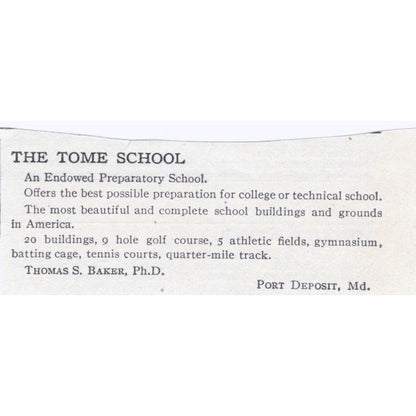 THE TOME SCHOOL
An Endowed Preparatory School.
Offers the best possible preparation for college or technical school.
The most beautiful and complete school buildings and grounds
in America.
20 buildings, 9 hole golf course, 5 athletic fields, gymnasium,
batting cage, tennis courts, quarter-mile track.
THOMAS S. BAKER, PH.D.
PORT DEPOSIT, Md.